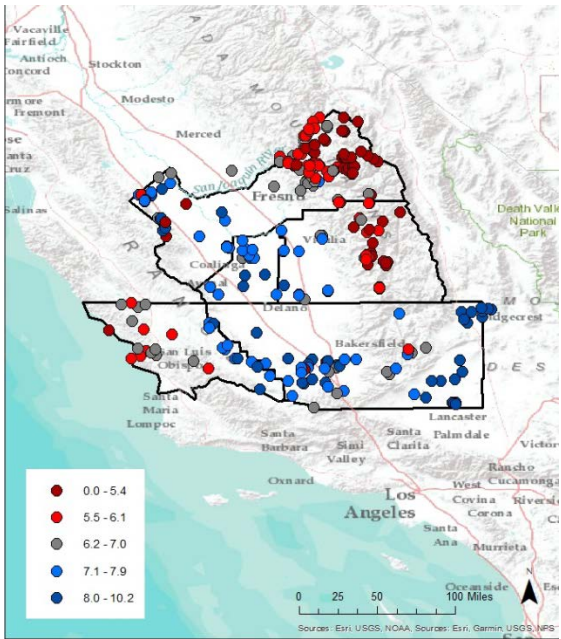 Vacaville
Fairfield
Antioch
Concord
Stockton
Modesto
Fremont
Merced
San Joaquin Riv
Fresno
Salinas
Death Valley
National
Park
Coalinga
Delano
Bakersfield
San Luis
Obisp
Santa
Maria
Lompoc
Lancaster
Palmdale
Santa
Barbara
Santa
Clarita
Simi
Valley
Victor
Oxnard
Los
Angeles
West
Covina
Rancho
Cucamonga
Corona
Riversid
Santa
Ana
Murrieta
Oceanside
Esc
0.0 - 5.4
5.5 - 6.1
6.2 - 7.0
7.1 - 7.9
8.0 - 10.2
N
0 25 50 100 Miles
Sources: Esri, USGS, NOAA, Sources: Esri, Garmin, USGS, NPS